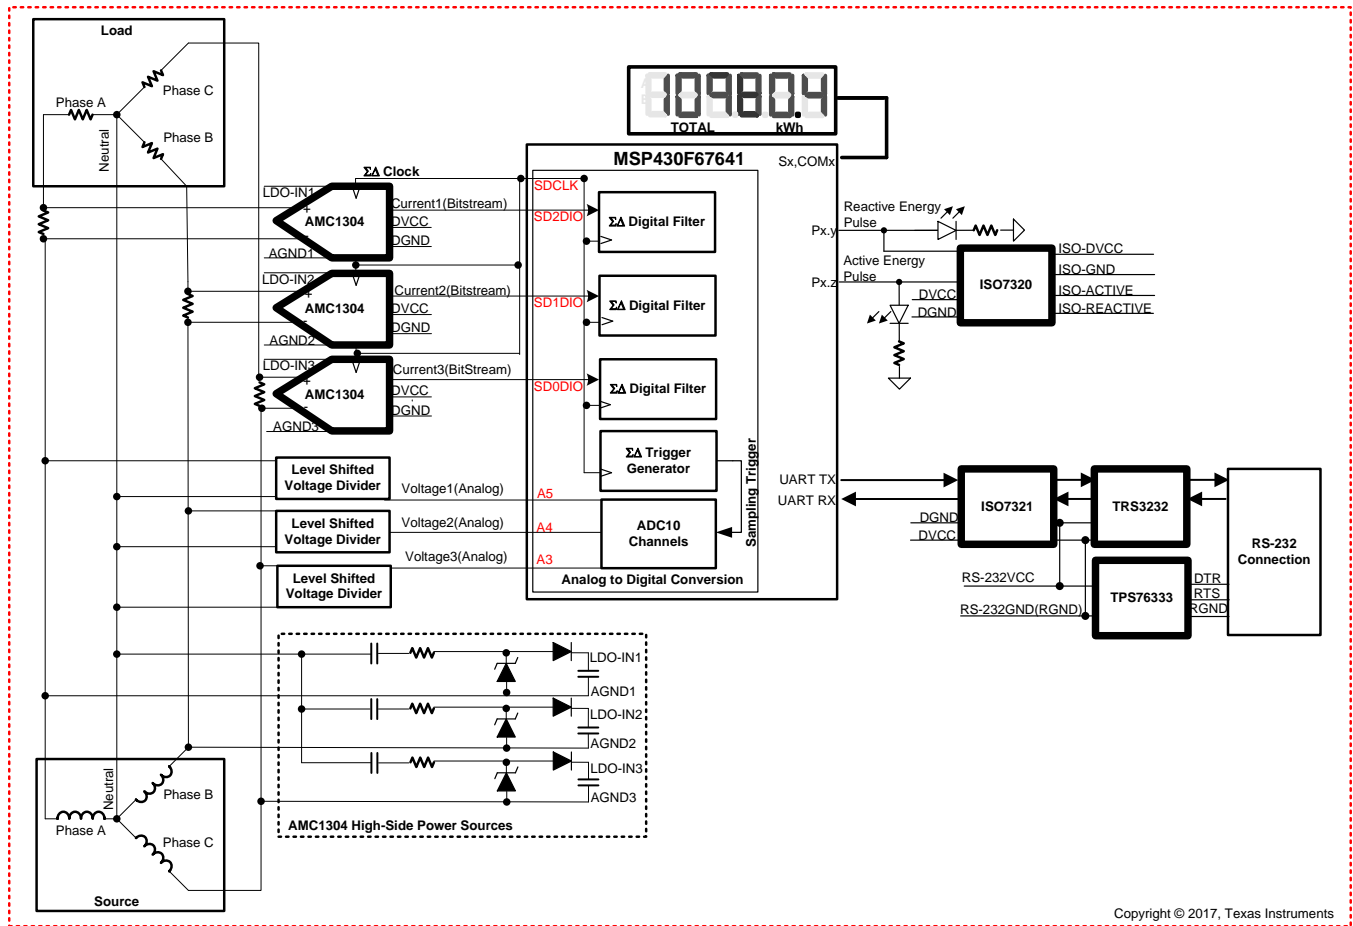 Load
Phase A
Phase C
Phase B
Neutral
10980.4
TOTAL
kWh
MSP430F67641
Sx,COMx
ΣΔ Clock
LDO-IN1
+
-
AMC1304
AGND1
Current1(Bitstream)
DVCC
DGND
SDCLK
SD2DIO
ΣΔ Digital Filter
LDO-IN2
+
-
AMC1304
AGND2
Current2(Bitstream)
DVCC
DGND
SD1DIO
ΣΔ Digital Filter
LDO-IN3
+
-
AMC1304
AGND3
Current3(BitStream)
DVCC
DGND
SD0DIO
ΣΔ Digital Filter
ΣΔ Trigger
Generator
Sampling Trigger
Level Shifted
Voltage Divider
Voltage1(Analog)
A5
Level Shifted
Voltage Divider
Voltage2(Analog)
A4
Level Shifted
Voltage Divider
Voltage3(Analog)
A3
ADC10
Channels
Analog to Digital Conversion
Px.y
Reactive Energy
Pulse
Px.z
Active Energy
Pulse
DVCC
DGND
ISO7320
ISO-DVCC
ISO-GND
ISO-ACTIVE
ISO-REACTIVE
UART TX
UART RX
DGND
DVCC
ISO7321
TRS3232
RS-232VCC
RS-232GND(RGND)
TPS76333
DTR
RTS
RGND
RS-232
Connection
LDO-IN1
AGND1
LDO-IN2
AGND2
LDO-IN3
AGND3
AMC1304 High-Side Power Sources
Neutral
Phase B
Phase A
Phase C
Source
Copyright © 2017, Texas Instruments